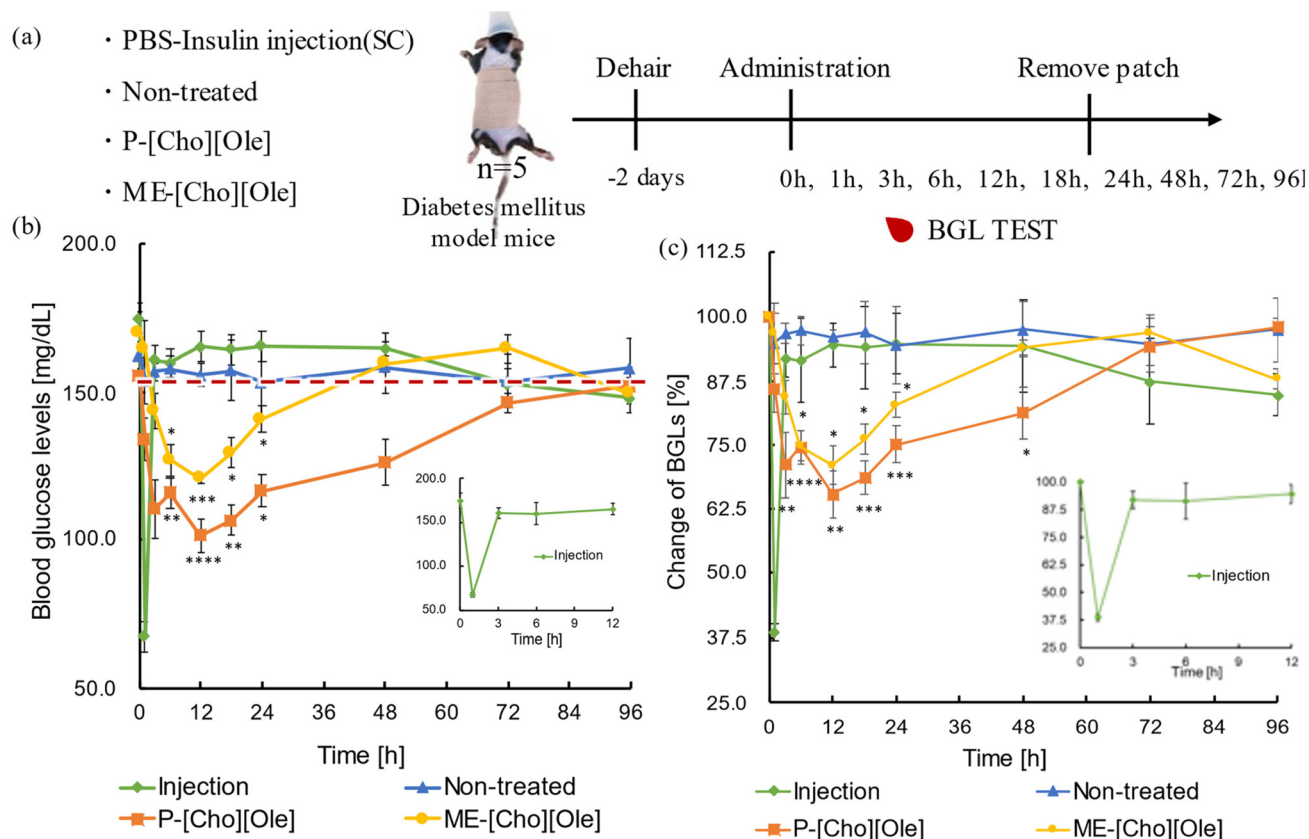 (a)
· PBS-Insulin injection(SC)
· Non-treated
· P-[Cho][Ole]
· ME-[Cho][Ole]
n=5
Diabetes mellitus
model mice
Dehair
Administration
Remove patch
-2 days
0h, 1h, 3h, 6h, 12h, 18h, 24h, 48h, 72h, 96h
BGL TEST
(b)
Blood glucose levels [mg/dL]
200.0
150.0
100.0
50.0
0 12 24 36 48 60 72 84 96
Time [h]
* *** * *
** **** ** *
200.0
150.0
100.0
50.0
0 3 6 9 12
Time [h]
Injection
Injection
Non-treated
P-[Cho][Ole]
ME-[Cho][Ole]
(c)
Change of BGLs [%]
112.5
100.0
87.5
75.0
62.5
50.0
37.5
25.0
0 12 24 36 48 60 72 84 96
Time [h]
* * * *
** **** ** *** *** *
100.0
87.5
75.0
62.5
50.0
37.5
25.0
0 3 6 9 12
Time [h]
Injection
Injection
Non-treated
P-[Cho][Ole]
ME-[Cho][Ole]